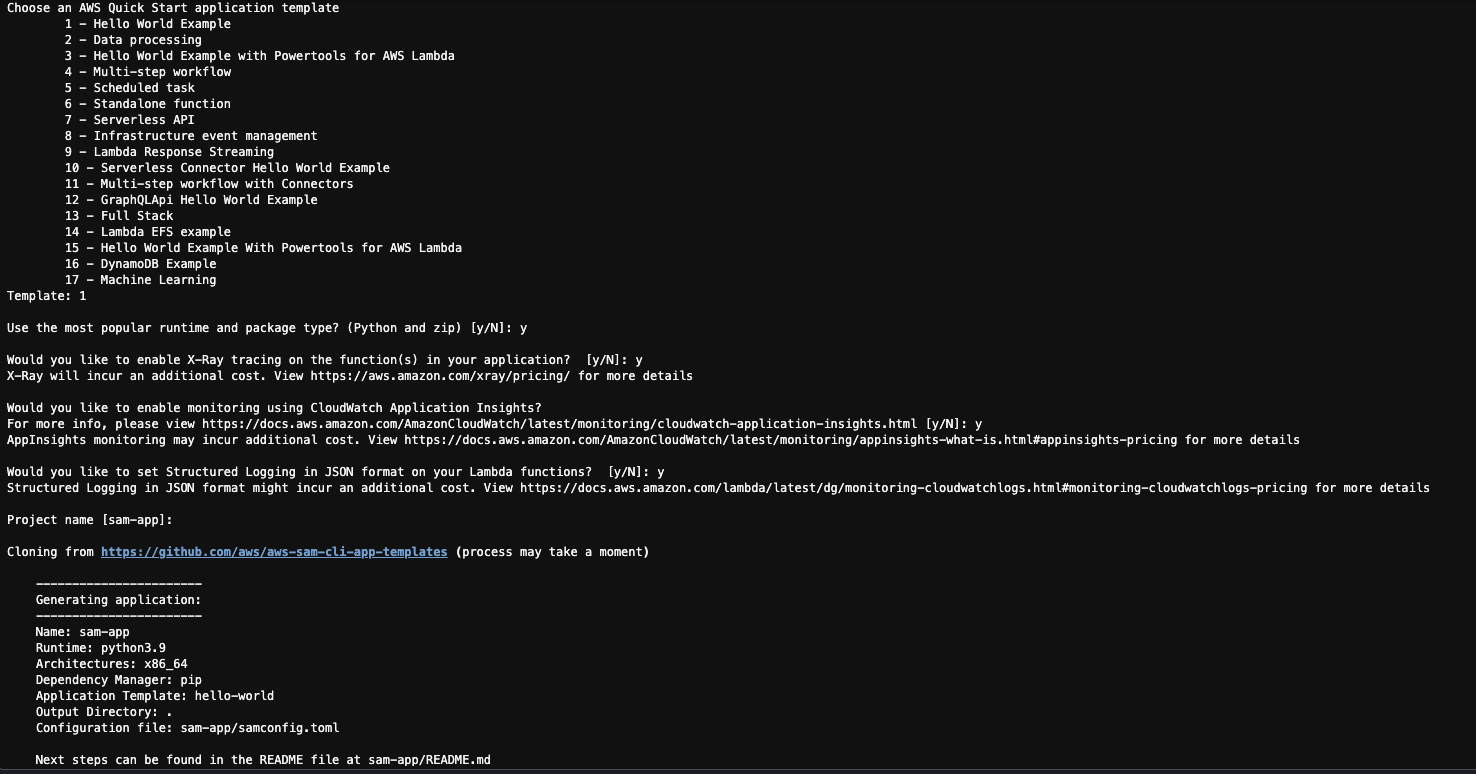 Choose an AWS Quick Start application template
1 – Hello World Example
2 – Data processing
3 – Hello World Example with Powertools for AWS Lambda
4 – Multi-step workflow
5 – Scheduled task
6 – Standalone function
7 – Serverless API
8 – Infrastructure event management
9 – Lambda Response Streaming
10 – Serverless Connector Hello World Example
11 – Multi-step workflow with Connectors
12 – GraphQLApi Hello World Example
13 – Full Stack
14 – Lambda EFS example
15 – Hello World Example With Powertools for AWS Lambda
16 – DynamoDB Example
17 – Machine Learning
Template: 1
Use the most popular runtime and package type? (Python and zip) [y/N]: y
Would you like to enable X-Ray tracing on the function(s) in your application?  [y/N]: y
X-Ray will incur an additional cost. View https://aws.amazon.com/xray/pricing/ for more details
Would you like to enable monitoring using CloudWatch Application Insights?
For more info, please view https://docs.aws.amazon.com/AmazonCloudWatch/latest/monitoring/cloudwatch-application-insights.html [y/N]: y
AppInsights monitoring may incur additional cost. View https://docs.aws.amazon.com/AmazonCloudWatch/latest/monitoring/appinsights-what-is.html#appinsights-pricing for more details
Would you like to set Structured Logging in JSON format on your Lambda functions?  [y/N]: y
Structured Logging in JSON format might incur an additional cost. View https://docs.aws.amazon.com/lambda/latest/dg/monitoring-cloudwatchlogs.html#monitoring-cloudwatchlogs-pricing for more details
Project name [sam-app]:
Cloning from https://github.com/aws/aws-sam-cli-app-templates (process may take a moment)
-----------------------
Generating application:
-----------------------
Name: sam-app
Runtime: python3.9
Architectures: x86_64
Dependency Manager: pip
Application Template: hello-world
Output Directory: .
Configuration file: sam-app/samconfig.toml
Next steps can be found in the README file at sam-app/README.md